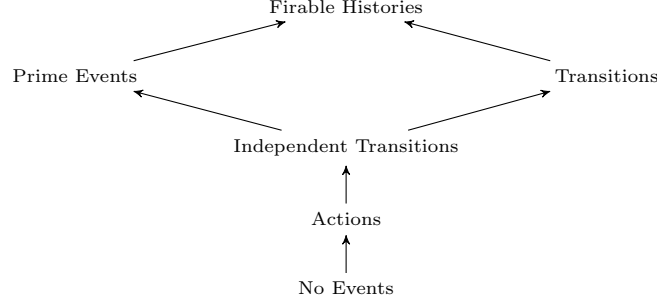 Firable Histories
Prime Events
Transitions
Independent Transitions
Actions
No Events